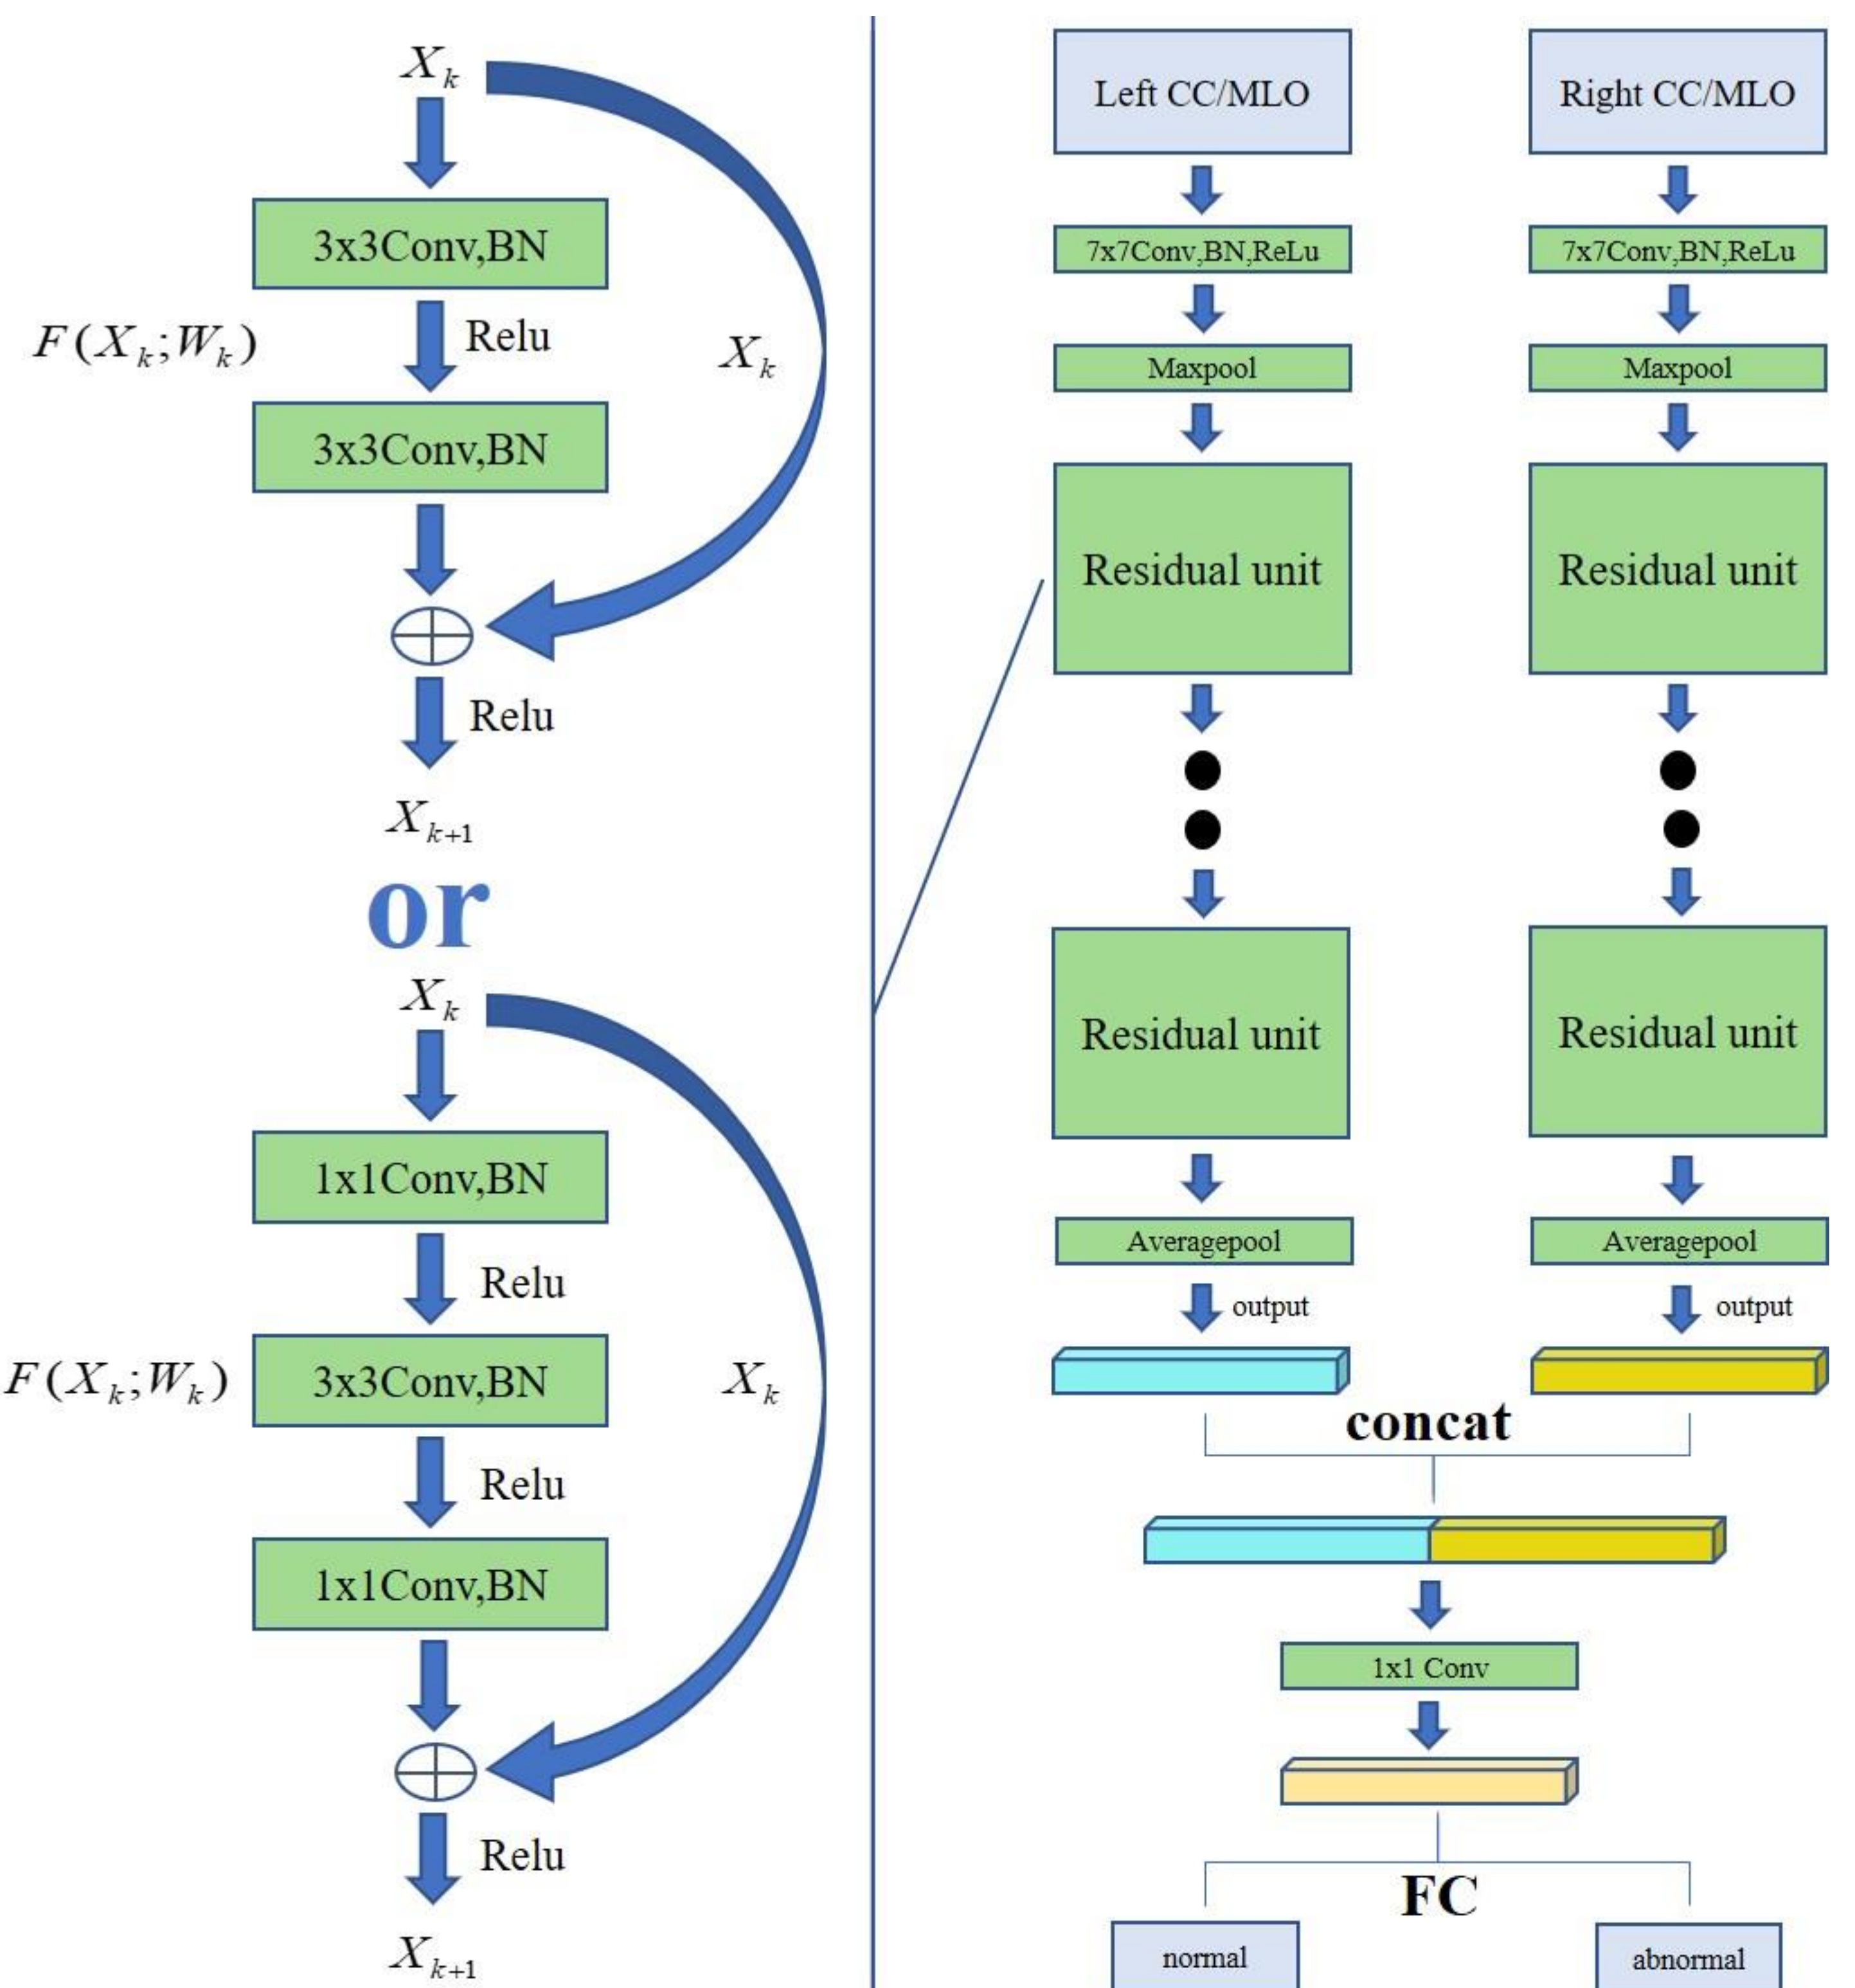 X_k
3x3Conv,BN
F(X_k;W_k)
Relu
X_k
3x3Conv,BN
Relu
X_{k+1}
or
X_k
1x1Conv,BN
Relu
F(X_k;W_k)
3x3Conv,BN
X_k
Relu
1x1Conv,BN
Relu
X_{k+1}
Left CC/MLO
Right CC/MLO
7x7Conv,BN,ReLu
7x7Conv,BN,ReLu
Maxpool
Maxpool
Residual unit
Residual unit
Residual unit
Residual unit
Averagepool
Averagepool
output
output
concat
1x1 Conv
FC
normal
abnormal